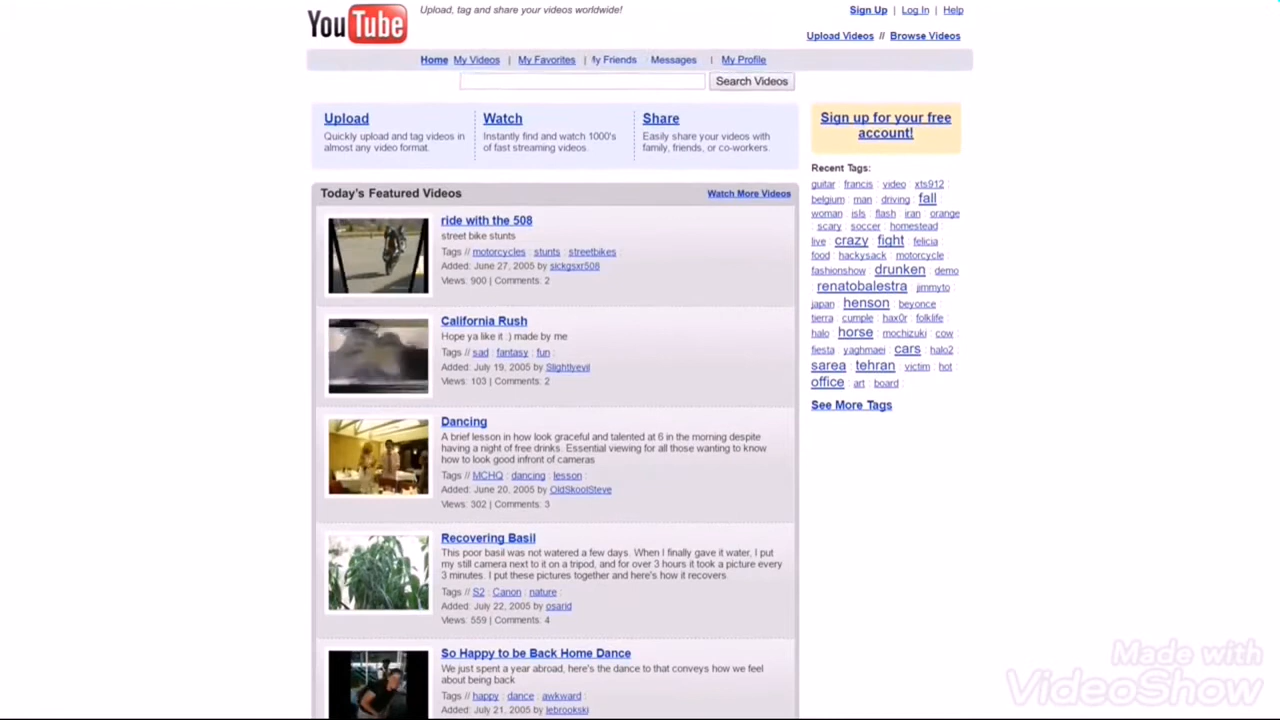 YouTube
Upload, tag and share your videos worldwide!
Sign Up | Log In | Help
Upload Videos // Browse Videos
Home My Videos | My Favorites | My Friends Messages | My Profile
Search Videos
Upload
Quickly upload and tag videos in
almost any video format.
Watch
Instantly find and watch 1000's
of fast streaming videos.
Share
Easily share your videos with
family, friends, or co-workers.
Today's Featured Videos
Watch More Videos
ride with the 508
street bike stunts
Tags // motorcycles : stunts : streetbikes :
Added: June 27, 2005 by sickgsxr508
Views: 900 | Comments: 2
California Rush
Hope ya like it :) made by me
Tags // sad : fantasy : fun :
Added: July 19, 2005 by Slightlyevil
Views: 103 | Comments: 2
Dancing
A brief lesson in how look graceful and talented at 6 in the morning despite
having a night of free drinks. Essential viewing for all those wanting to know
how to look good infront of cameras
Tags // MCHQ : dancing : lesson :
Added: June 20, 2005 by OldSkoolSteve
Views: 302 | Comments: 3
Recovering Basil
This poor basil was not watered a few days. When I finally gave it water, I put
my still camera next to it on a tripod, and for over 3 hours it took a picture every
3 minutes. I put these pictures together and here's how it recovers.
Tags // S2 : Canon : nature :
Added: July 22, 2005 by osarid
Views: 559 | Comments: 4
So Happy to be Back Home Dance
We just spent a year abroad, here's the dance to that conveys how we feel
about being back
Tags // happy : dance : awkward :
Added: July 21, 2005 by lebrookski
Sign up for your free
account!
Recent Tags:
guitar : francis : video : xts912 :
belgium : man : driving : fall :
woman : isls : flash : iran : orange
: scary : soccer : homestead :
live : crazy : fight : felicia :
food : hackysack : motorcycle :
fashionshow : drunken : demo
: renatobalestra : jimmyto :
japan : henson : beyonce :
tierra : cumple : hax0r : folklife :
halo : horse : mochizuki : cow :
fiesta : yaghmaei : cars : halo2 :
sarea : tehran : victim : hot :
office : art : board :
See More Tags
Made with
VideoShow